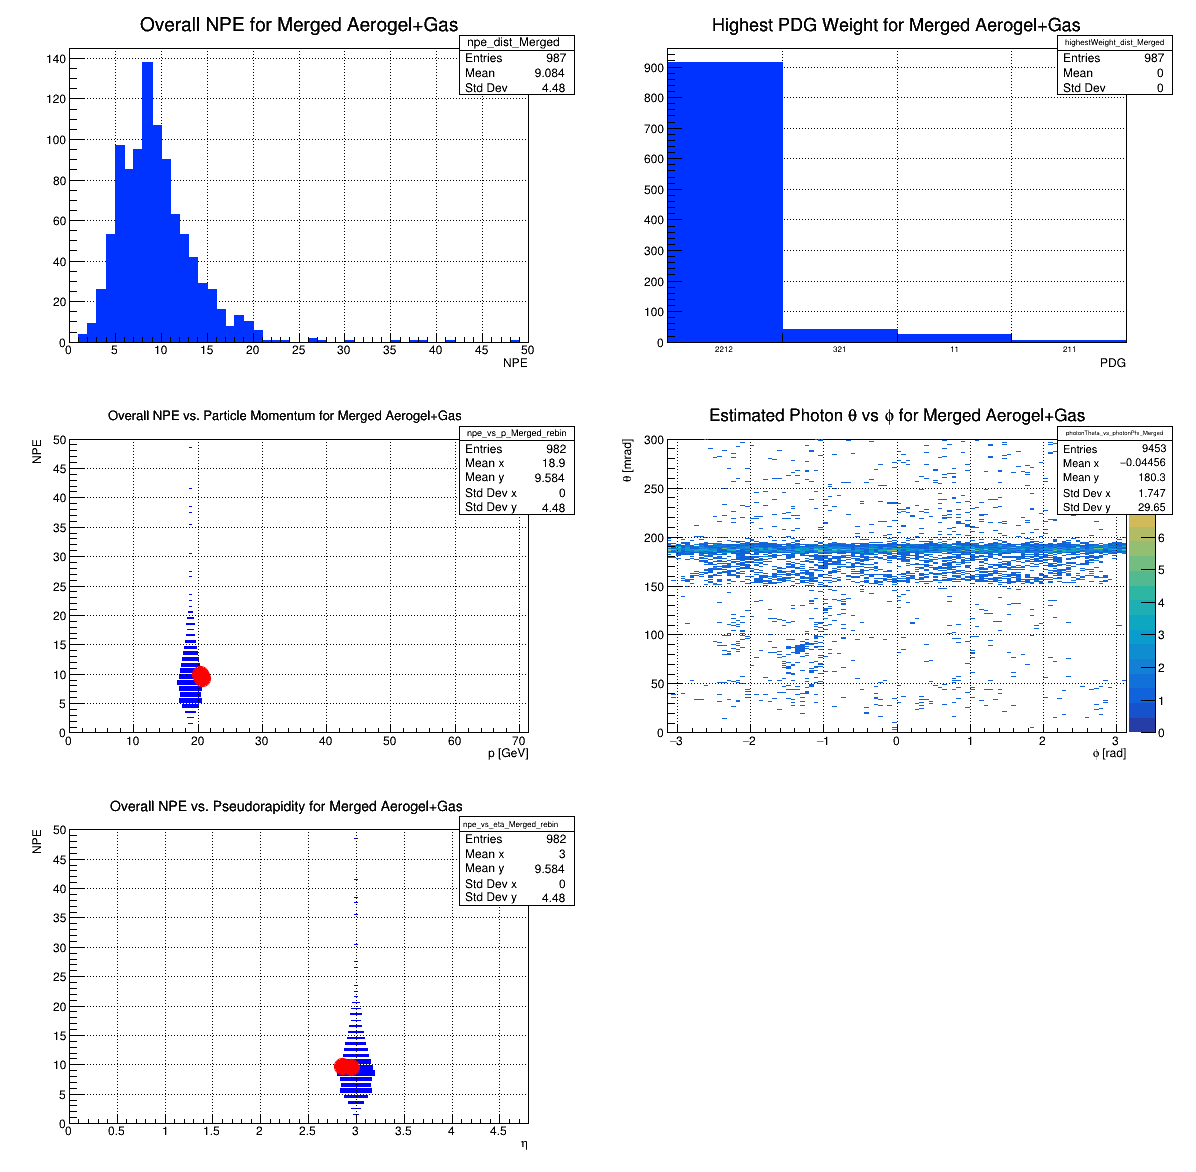 Overall NPE for Merged Aerogel+Gas
npe_dist_Merged
Entries 987
Mean 9.084
Std Dev 4.48
140
120
100
80
60
40
20
0
0 5 10 15 20 25 30 35 40 45 50
NPE
Highest PDG Weight for Merged Aerogel+Gas
highestWeight_dist_Merged
Entries 987
Mean 0
Std Dev 0
900
800
700
600
500
400
300
200
100
0
2212 321 11 211
PDG
Overall NPE vs. Particle Momentum for Merged Aerogel+Gas
npe_vs_p_Merged_rebin
Entries 982
Mean x 18.9
Mean y 9.584
Std Dev x 0
Std Dev y 4.48
NPE
50
45
40
35
30
25
20
15
10
5
0
0 10 20 30 40 50 60 70
p [GeV]
Estimated Photon θ vs ϕ for Merged Aerogel+Gas
photonTheta_vs_photonPhi_Merged
Entries 9453
Mean x −0.04456
Mean y 180.3
Std Dev x 1.747
Std Dev y 29.65
θ [mrad]
300
250
200
150
100
50
0
−3 −2 −1 0 1 2 3
ϕ [rad]
6
5
4
3
2
1
0
Overall NPE vs. Pseudorapidity for Merged Aerogel+Gas
npe_vs_eta_Merged_rebin
Entries 982
Mean x 3
Mean y 9.584
Std Dev x 0
Std Dev y 4.48
NPE
50
45
40
35
30
25
20
15
10
5
0
0 0.5 1 1.5 2 2.5 3 3.5 4 4.5
η